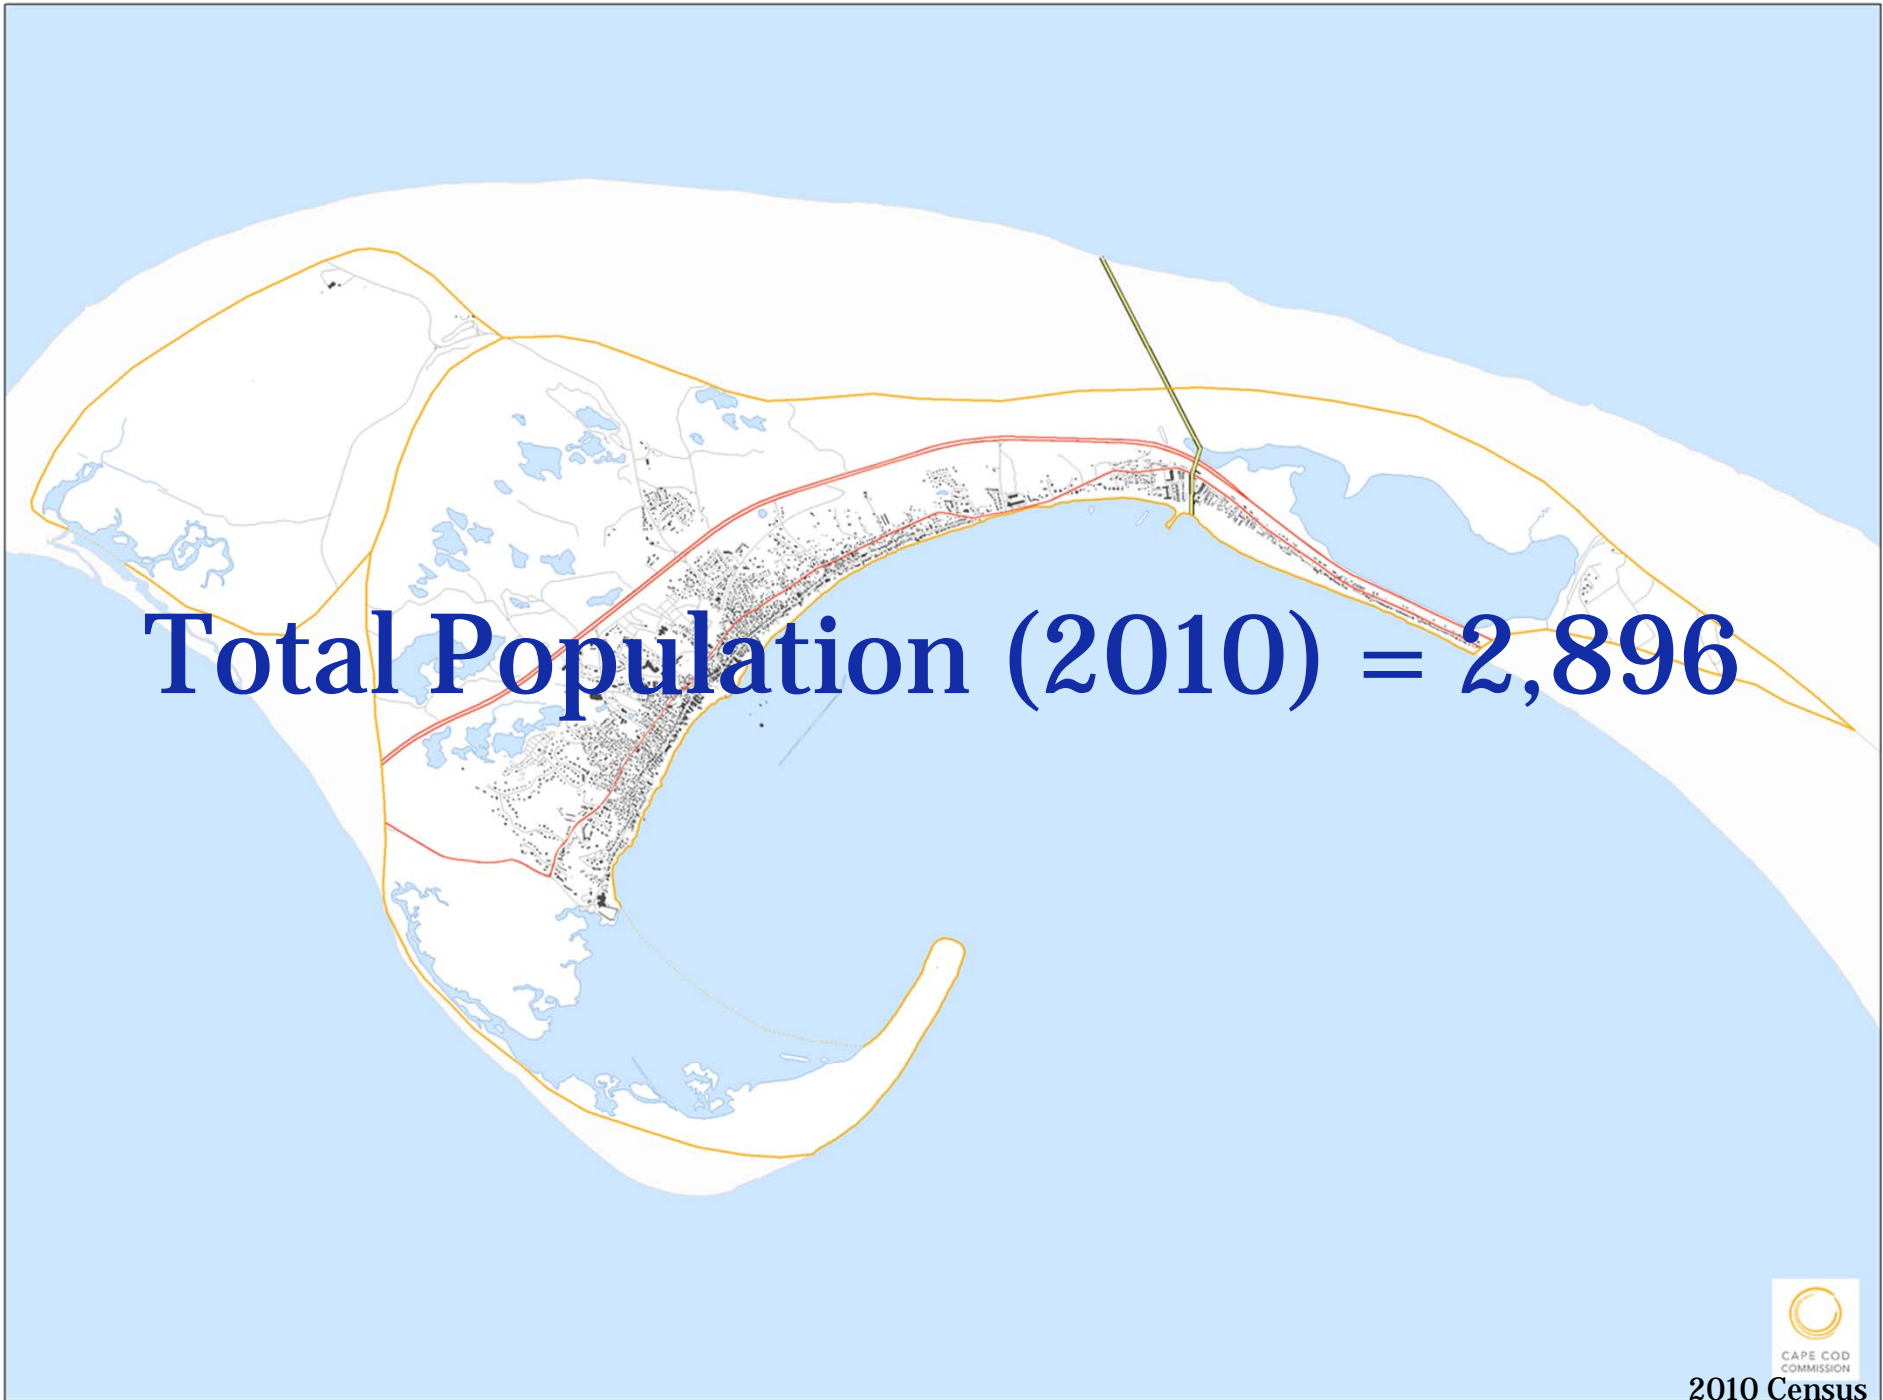 Total Population (2010) = 2,896
CAPE COD
COMMISSION
2010 Census